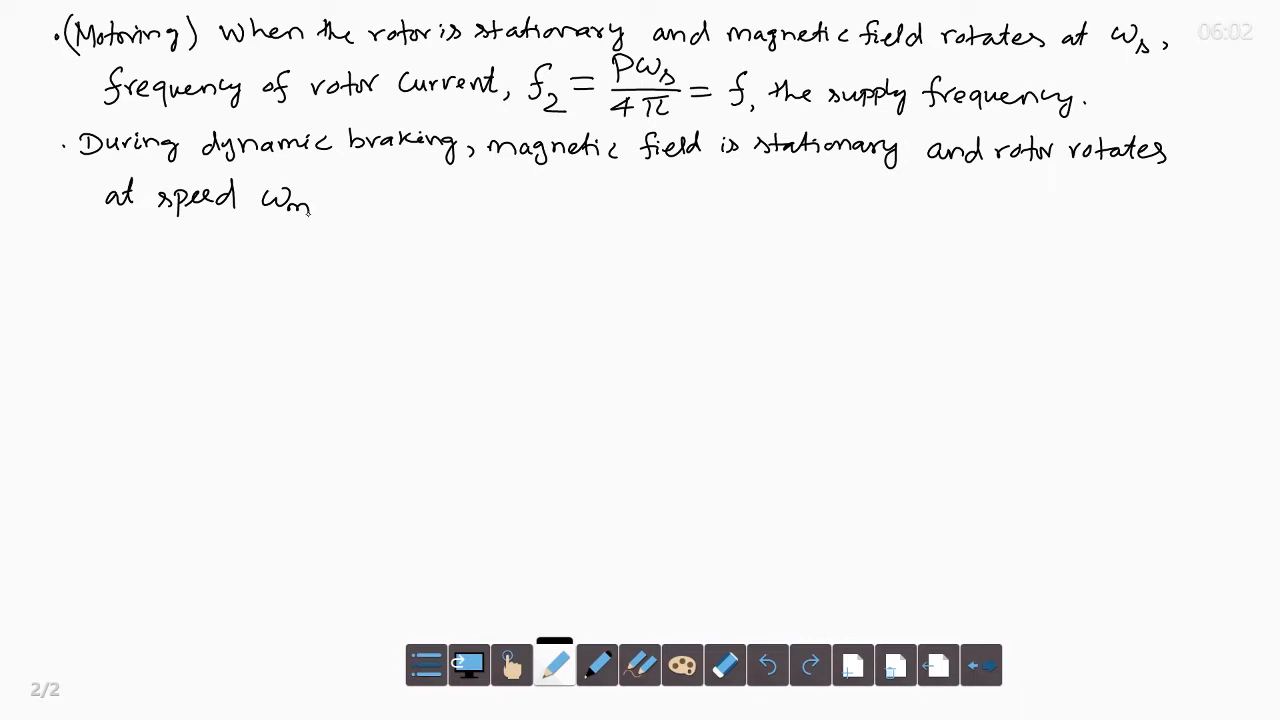 06:02
• (Motoring) When the rotor is stationary and magnetic field rotates at ωs,
frequency of rotor current, f2 = Pωs/4π = f, the supply frequency.
• During dynamic braking, magnetic field is stationary and rotor rotates
at speed ωm
2/2